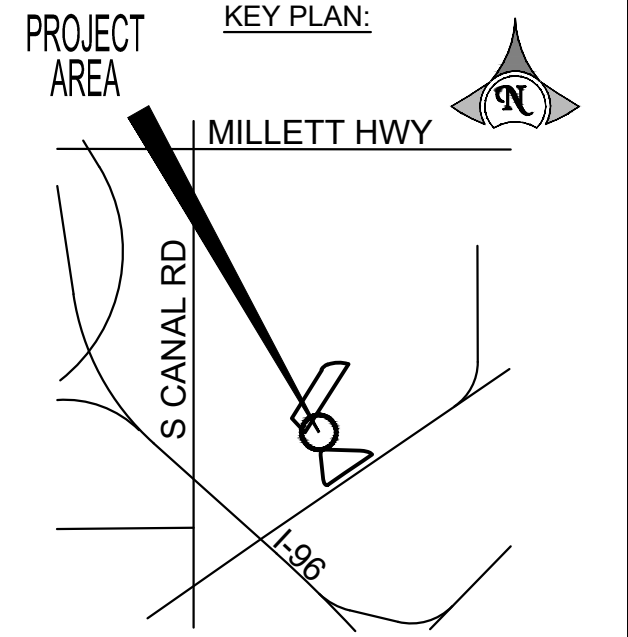 KEY PLAN:
PROJECT
AREA
N
MILLETT HWY
S CANAL RD
I-96